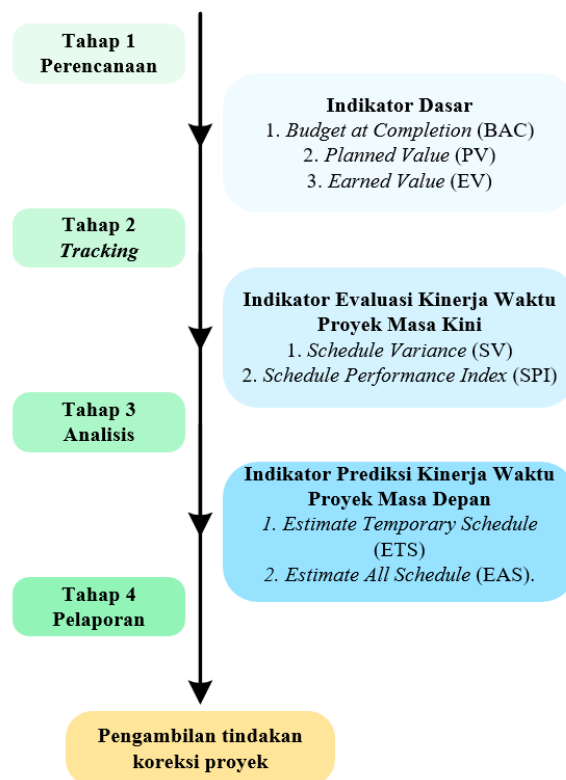 Tahap 1
Perencanaan
Indikator Dasar
1. Budget at Completion (BAC)
2. Planned Value (PV)
3. Earned Value (EV)
Tahap 2
Tracking
Indikator Evaluasi Kinerja Waktu
Proyek Masa Kini
1. Schedule Variance (SV)
2. Schedule Performance Index (SPI)
Tahap 3
Analisis
Indikator Prediksi Kinerja Waktu
Proyek Masa Depan
1. Estimate Temporary Schedule
(ETS)
2. Estimate All Schedule (EAS).
Tahap 4
Pelaporan
Pengambilan tindakan
koreksi proyek